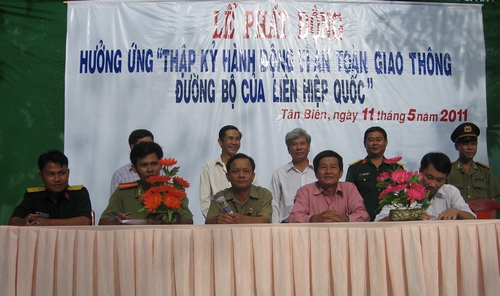 LỄ PHÁT ĐỘNG
HƯỞNG ỨNG "THẬP KỶ HÀNH ĐỘNG VÌ AN TOÀN GIAO THÔNG
ĐƯỜNG BỘ CỦA LIÊN HIỆP QUỐC"
Tân Biên, ngày 11 tháng 5 năm 2011